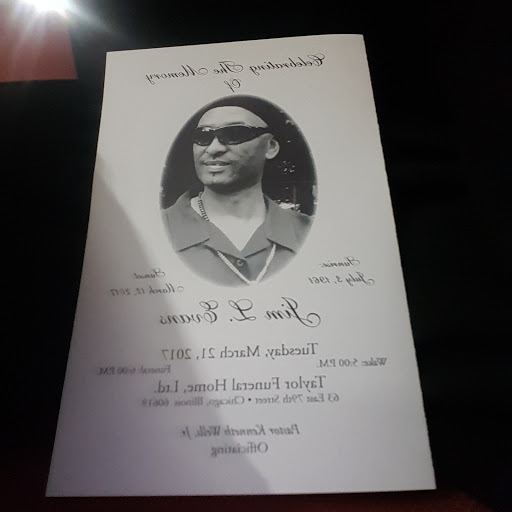 Celebrating The Memory
Of
Sunrise: Sunset:
July 3, 1961 March 12, 2017
Jim L. Evans
Tuesday, March 21, 2017
Wake: 5:00 P.M. Funeral: 6:00 P.M.
Taylor Funeral Home, Ltd.
63 East 79th Street • Chicago, Illinois 60619
Pastor Kenneth Wells, Jr.
Officiating